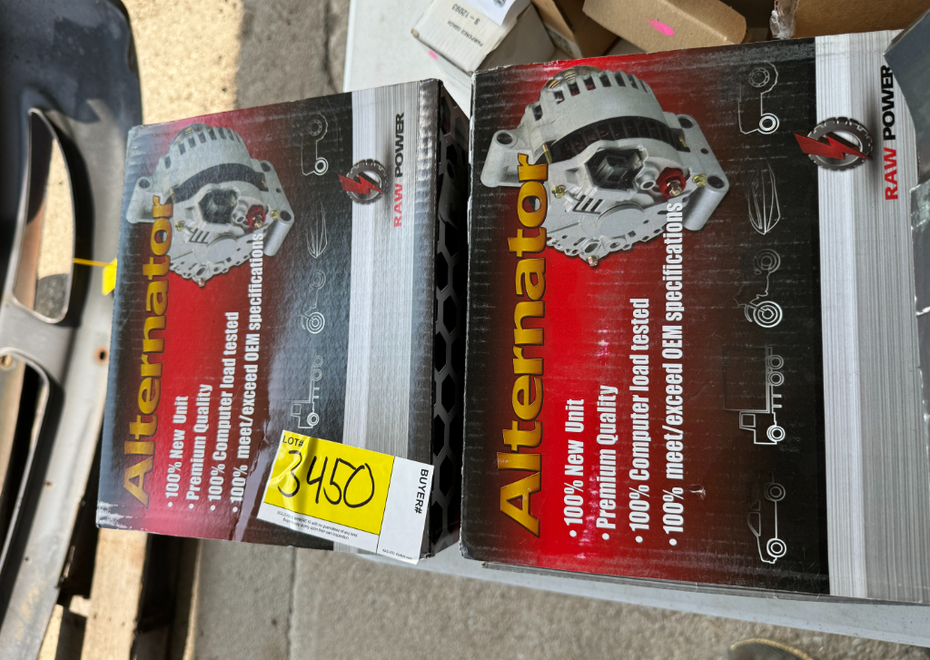 Alternator
• 100% New Unit
• Premium Quality
• 100% Computer load tested
• 100% meet/exceed OEM specifications
RAW POWER
LOT#
3450
BUYER#
Alternator
• 100% New Unit
• Premium Quality
• 100% Computer load tested
• 100% meet/exceed OEM specifications
RAW POWER